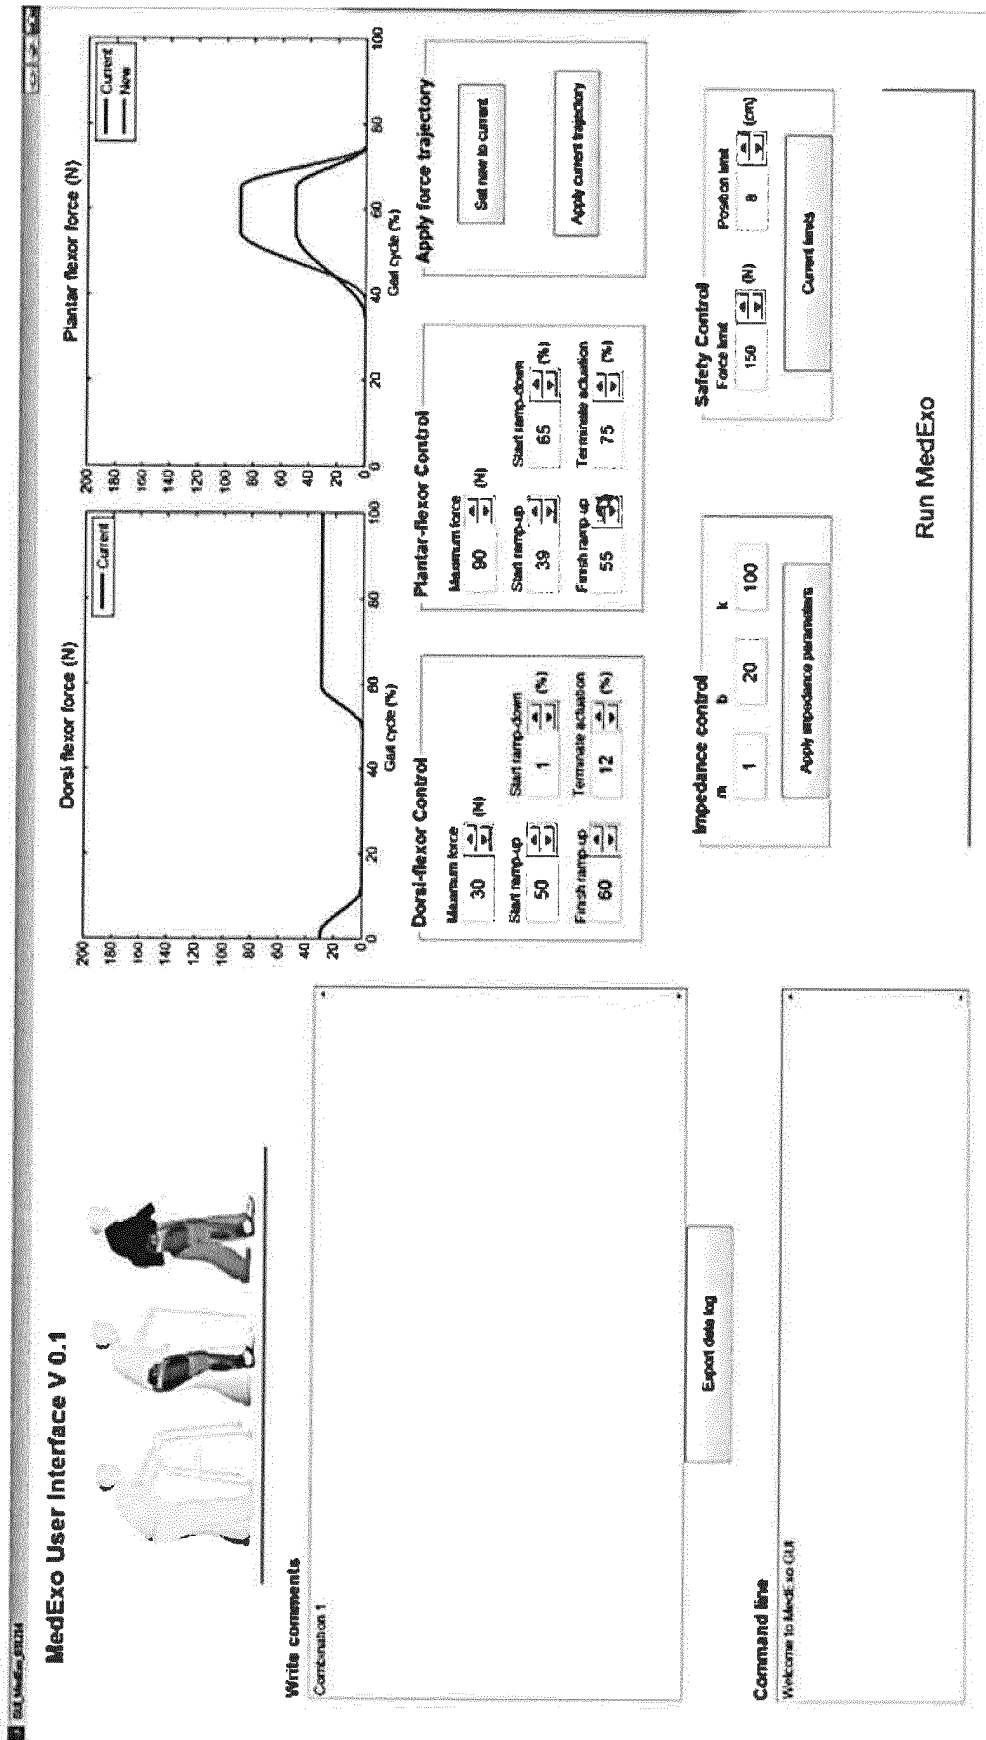 MedExo User Interface V 0.1
Write comments
Combination 1
Export data log
Command line
Welcome to MedExo GUI
Dorsi flexor force (N)
Current
200
180
160
140
120
100
80
60
40
20
0
0 20 40 60 80 100
Gait cycle (%)
Plantar flexor force (N)
Current
New
200
180
160
140
120
100
80
60
40
20
0
0 20 40 60 80 100
Gait cycle (%)
Dorsi-flexor Control
Maximum force
30 (N)
Start ramp-up Start ramp-down
50 1 (%)
Finish ramp-up Terminate actuation
60 12 (%)
Plantar-flexor Control
Maximum force
90 (N)
Start ramp-up Start ramp-down
39 65 (%)
Finish ramp-up Terminate actuation
55 75 (%)
Apply force trajectory
Set new to current
Apply current trajectory
Impedance control
m b k
1 20 100
Apply impedance parameters
Safety Control
Force limit Position limit
150 (N) 8 (cm)
Current limits
Run MedExo